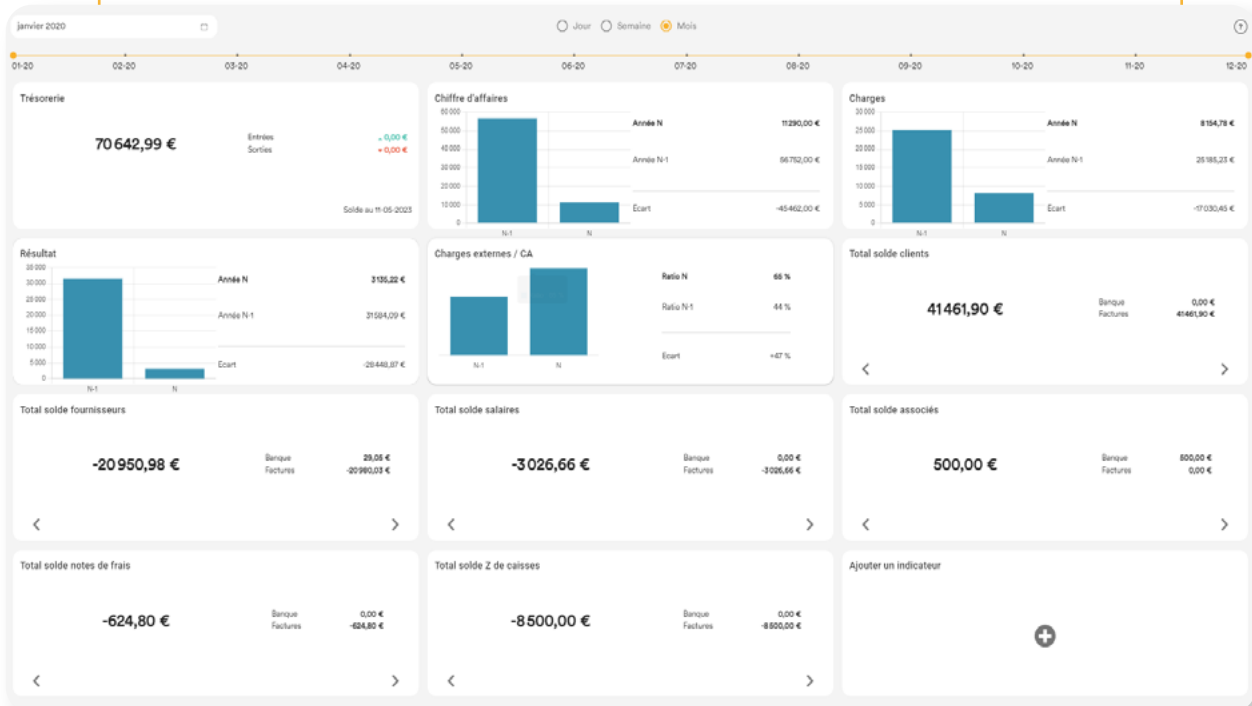 janvier 2020
Jour Semaine Mois
?
01-20 02-20 03-20 04-20 05-20 06-20 07-20 08-20 09-20 10-20 11-20 12-20
Trésorerie
70 642,99 €
Entrées 0,00 €
Sorties 0,00 €
Solde au 11-05-2023
Chiffre d'affaires
60 000
50 000
40 000
30 000
20 000
10 000
0
N-1 N
Année N 11290,00 €
Année N-1 56752,00 €
Ecart -45462,00 €
Charges
30 000
25 000
20 000
15 000
10 000
5 000
0
N-1 N
Année N 8154,78 €
Année N-1 25185,23 €
Ecart -17030,45 €
Résultat
35 000
30 000
25 000
20 000
15 000
10 000
5 000
0
N-1 N
Année N 3135,22 €
Année N-1 31584,09 €
Ecart -28448,87 €
Charges externes / CA
N-1 N
Ratio N 65 %
Ratio N-1 44 %
Ecart +47 %
Total solde clients
41461,90 €
Banque 0,00 €
Factures 41461,90 €
Total solde fournisseurs
-20 950,98 €
Banque 29,05 €
Factures -20980,03 €
Total solde salaires
-3026,66 €
Banque 0,00 €
Factures -3026,66 €
Total solde associés
500,00 €
Banque 500,00 €
Factures 0,00 €
Total solde notes de frais
-624,80 €
Banque 0,00 €
Factures -624,80 €
Total solde Z de caisses
-8500,00 €
Banque 0,00 €
Factures -8500,00 €
Ajouter un indicateur